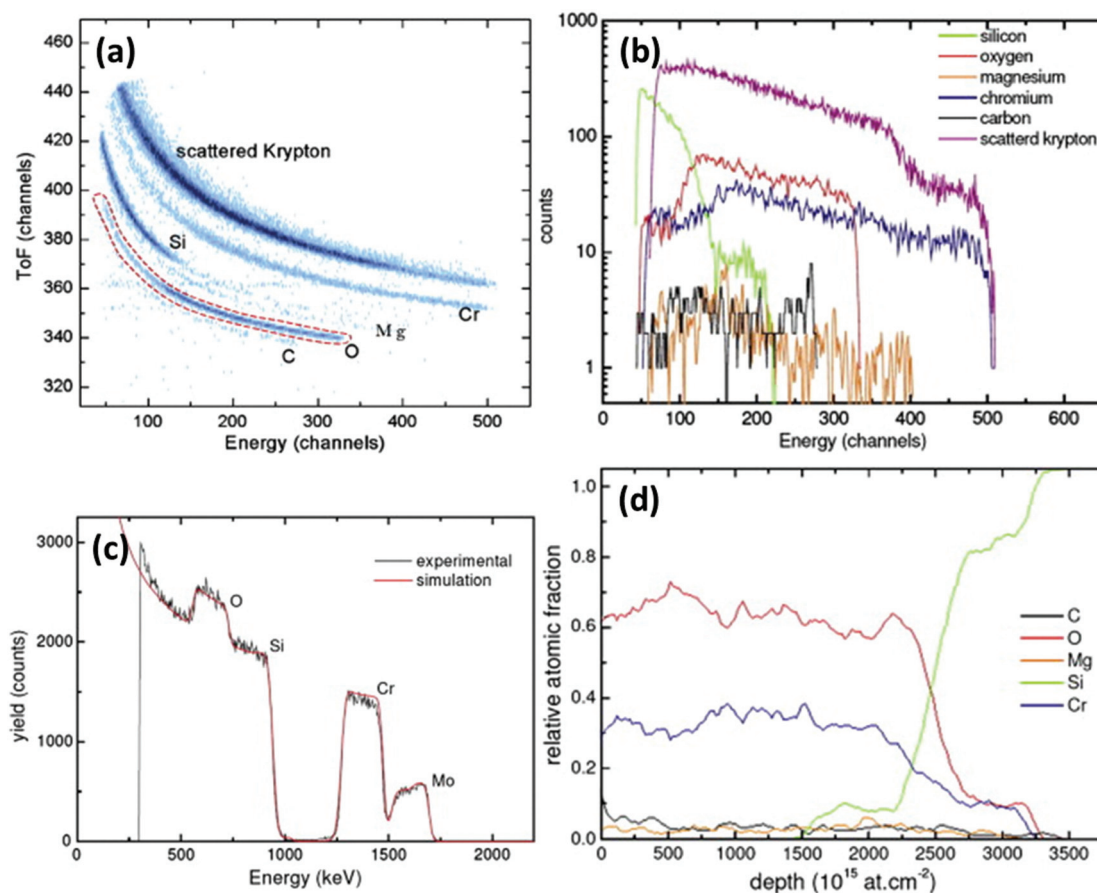 (a)
460
440
420
400
380
360
340
320
ToF (channels)
scattered Krypton
Si
Cr
Mg
C
O
100
200
300
400
500
Energy (channels)
(b)
1000
100
10
1
counts
silicon
oxygen
magnesium
chromium
carbon
scatterd krypton
0
100
200
300
400
500
600
Energy (channels)
(c)
3000
2000
1000
0
yield (counts)
experimental
simulation
O
Si
Cr
Mo
0
500
1000
1500
2000
Energy (keV)
(d)
1.0
0.8
0.6
0.4
0.2
0.0
relative atomic fraction
C
O
Mg
Si
Cr
0
500
1000
1500
2000
2500
3000
3500
depth (10¹⁵ at.cm⁻²)